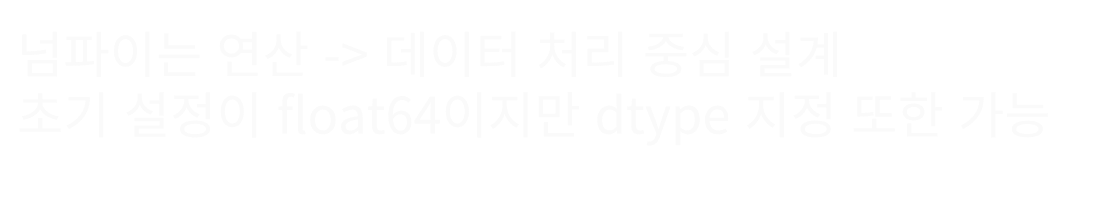 넘파이는 연산 -> 데이터 처리 중심 설계
초기 설정이 float64이지만 dtype 지정 또한 가능